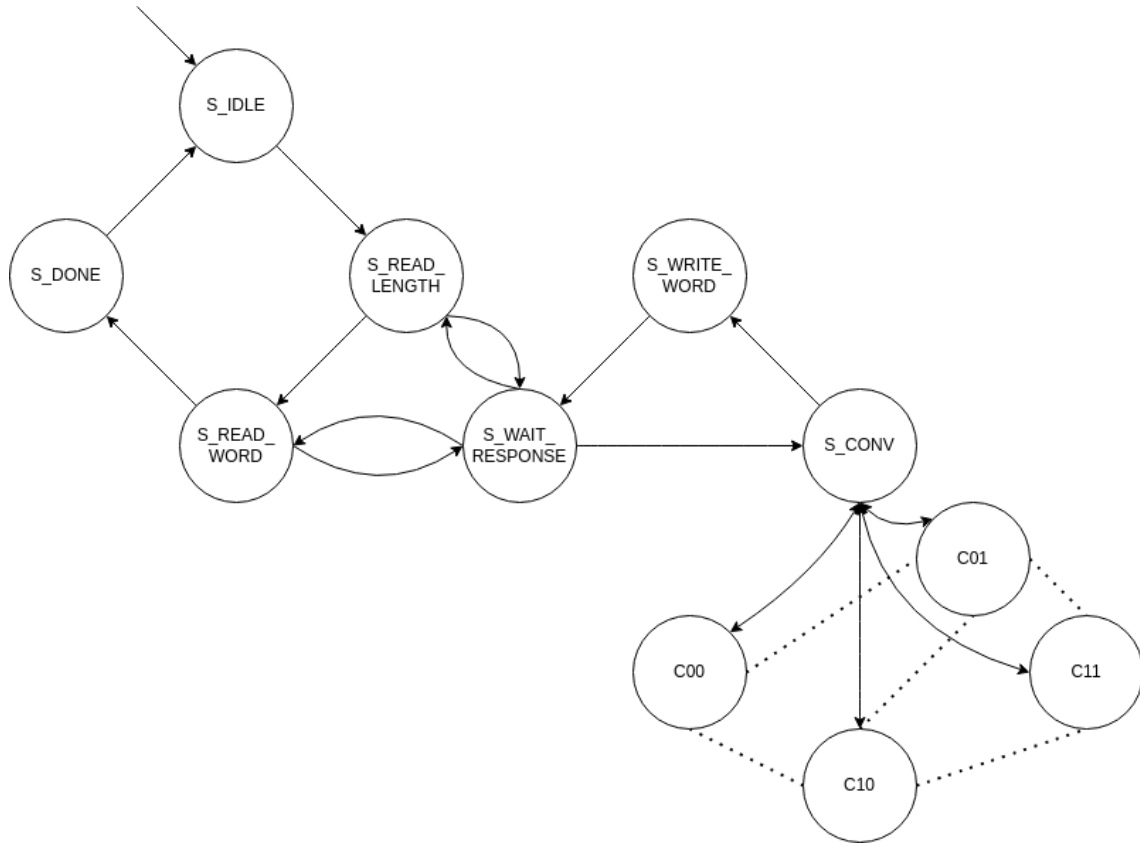 S_IDLE
S_DONE
S_READ_
LENGTH
S_WRITE_
WORD
S_READ_
WORD
S_WAIT_
RESPONSE
S_CONV
C01
C00
C11
C10